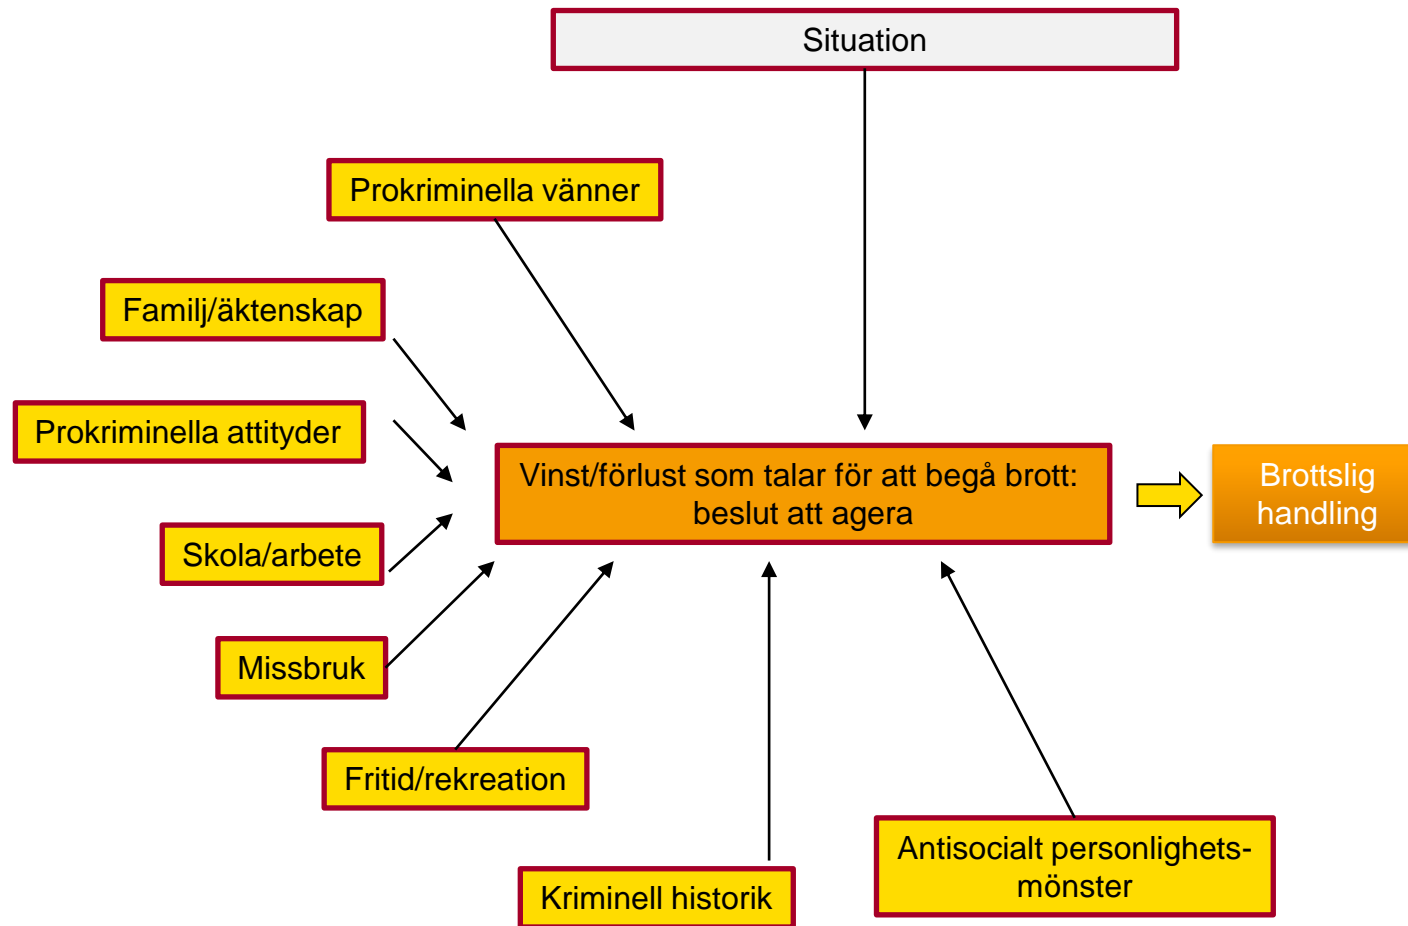 Situation
Prokriminella vänner
Familj/äktenskap
Prokriminella attityder
Vinst/förlust som talar för att begå brott:
beslut att agera
Brottslig
handling
Skola/arbete
Missbruk
Fritid/rekreation
Antisocialt personlighets-
mönster
Kriminell historik